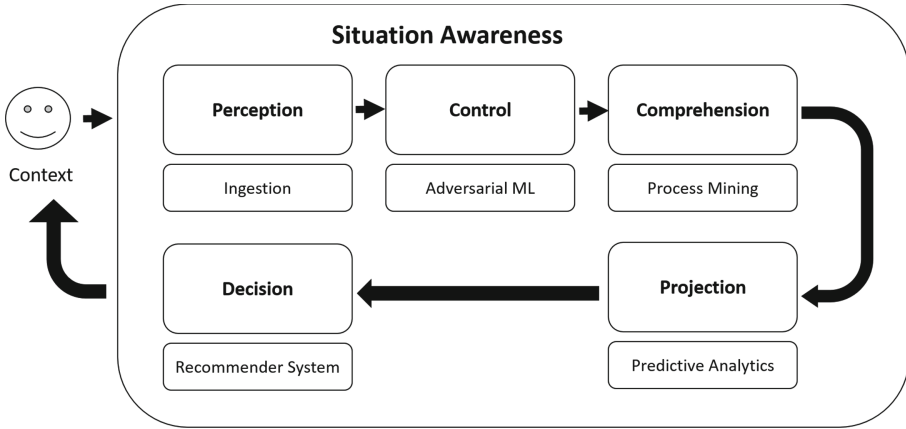 Situation Awareness
Perception
Control
Comprehension
Context
Ingestion
Adversarial ML
Process Mining
Decision
Projection
Recommender System
Predictive Analytics